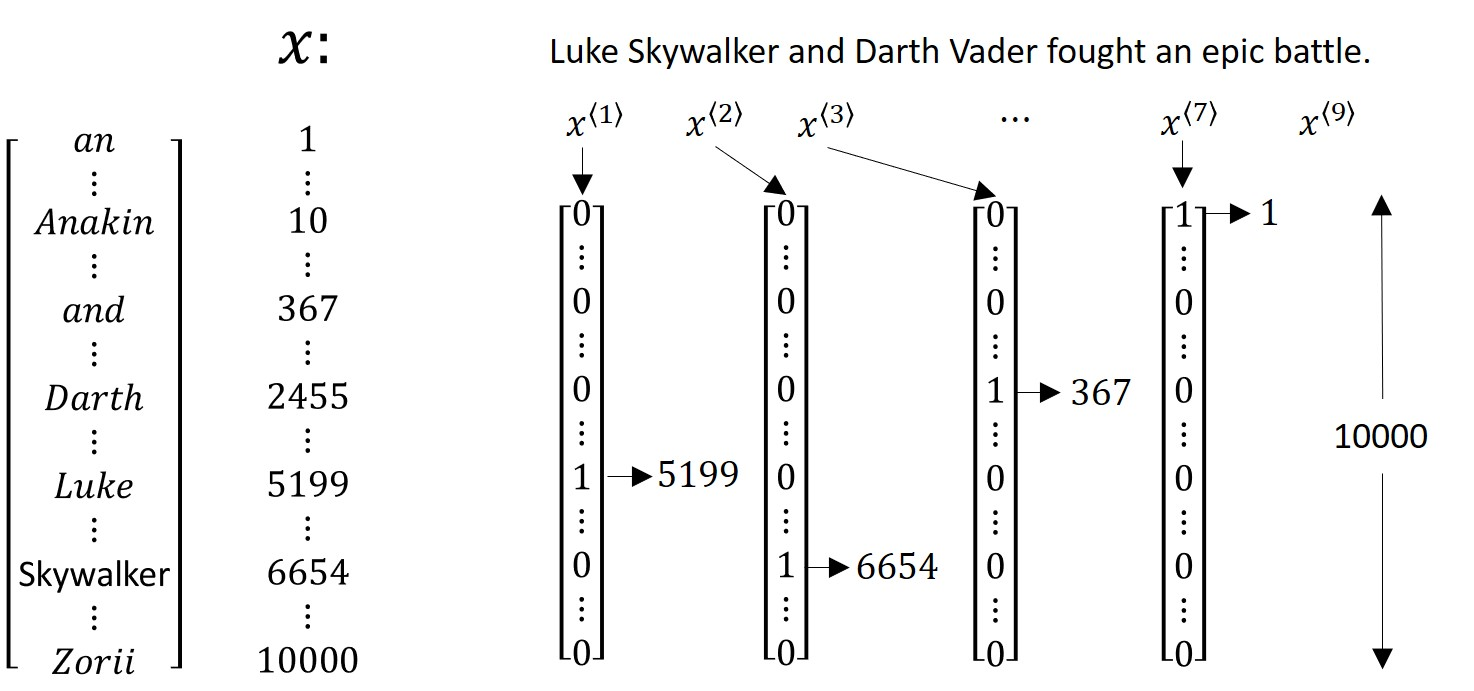 x: Luke Skywalker and Darth Vader fought an epic battle.
x⟨1⟩ x⟨2⟩ x⟨3⟩ ... x⟨7⟩ x⟨9⟩
an 1
⋮ ⋮
0 0 0 1 1
Anakin 10
⋮ ⋮ ⋮ ⋮ ⋮ ⋮
and 367 0 0 0 0
⋮ ⋮ ⋮ ⋮ ⋮ ⋮
Darth 2455 0 0 1 367 0
⋮ ⋮ ⋮ ⋮ ⋮ ⋮
10000
Luke 5199 1 5199 0 0 0
⋮ ⋮ ⋮ ⋮ ⋮ ⋮
Skywalker 6654 0 1 6654 0 0
⋮ ⋮ ⋮ ⋮ ⋮ ⋮
Zorii 10000 0 0 0 0